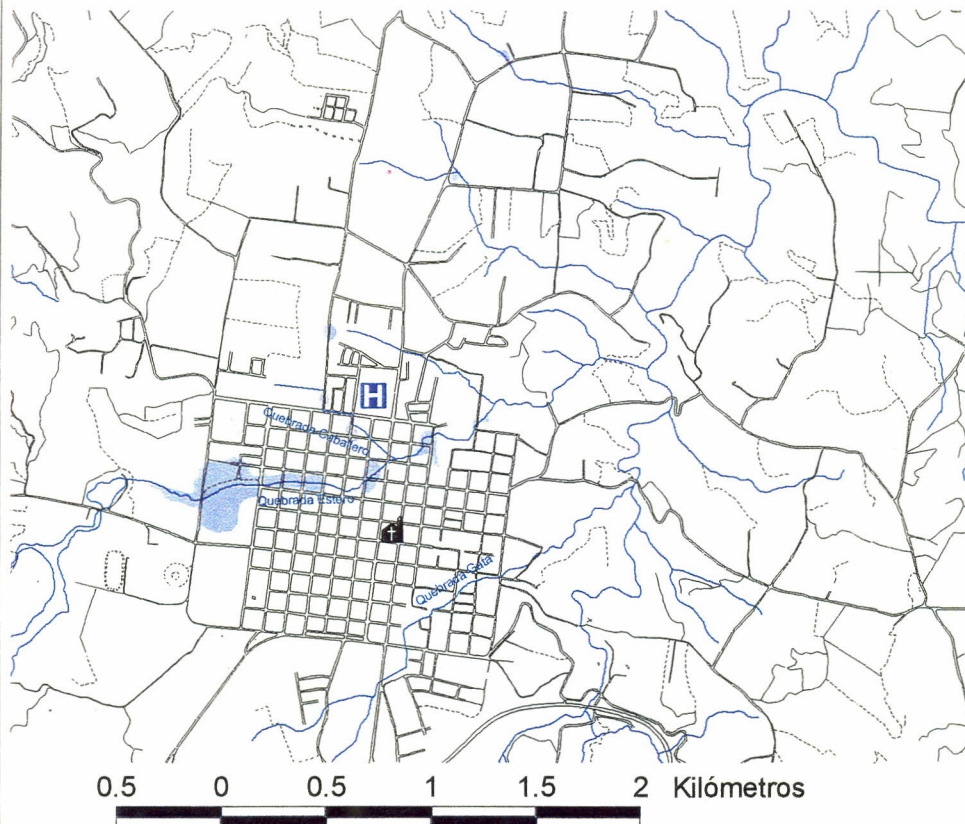 H
Quebrada Caballero
Quebrada Estero
Quebrada Gata
0.5 0 0.5 1 1.5 2 Kilómetros